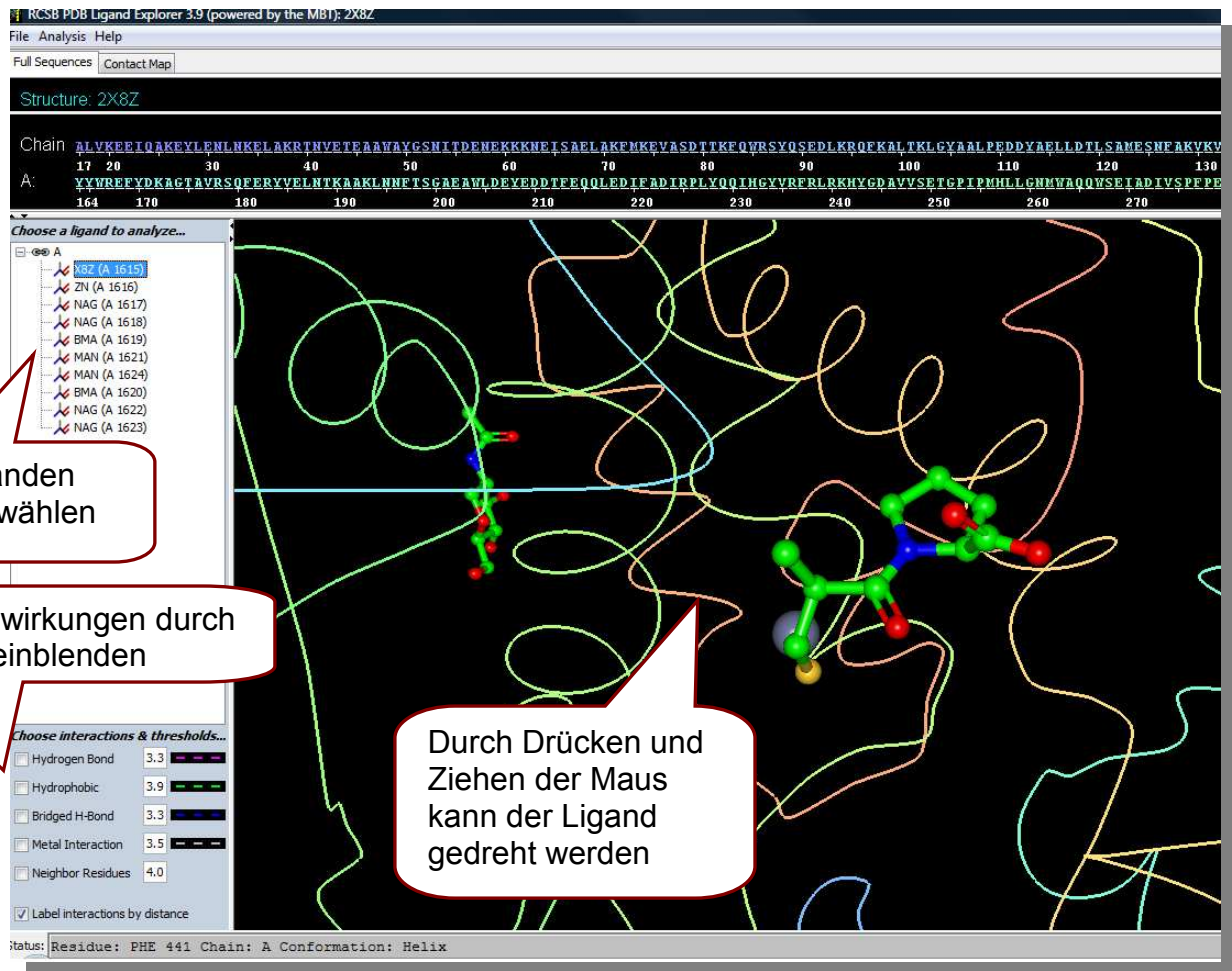 RCSB PDB Ligand Explorer 3.9 (powered by the MBT): 2X8Z
File Analysis Help
Full Sequences Contact Map
Structure: 2X8Z
Chain ALVKEEIQAKEYLENLNKELAKRTNVETEAAWAYGSNITDENEKKKNEISAELAKFMKEVASDTTKFQWRSYQSEDLKRQFKALTKLGYAALPEDDYAELLDTLSAMESNFAKVKV
17 20 30 40 50 60 70 80 90 100 110 120 130
A: YYWREFYDKAGTAVRSQFERYVELNTKAAKLNNFTSGAEAWLDEYEDDTFEQQLEDIFADIRPLYQQIHGYVRFRLRKHYGDAVVSETGPIPMHLLGNMWAQQWSEIADIVSPFPE
164 170 180 190 200 210 220 230 240 250 260 270
Choose a ligand to analyze...
A
X8Z (A 1615)
ZN (A 1616)
NAG (A 1617)
NAG (A 1618)
BMA (A 1619)
MAN (A 1621)
MAN (A 1624)
BMA (A 1620)
NAG (A 1622)
NAG (A 1623)
anden
wählen
wirkungen durch
einblenden
Durch Drücken und
Ziehen der Maus
kann der Ligand
gedreht werden
Choose interactions & thresholds...
Hydrogen Bond 3.3
Hydrophobic 3.9
Bridged H-Bond 3.3
Metal Interaction 3.5
Neighbor Residues 4.0
Label interactions by distance
Status: Residue: PHE 441 Chain: A Conformation: Helix